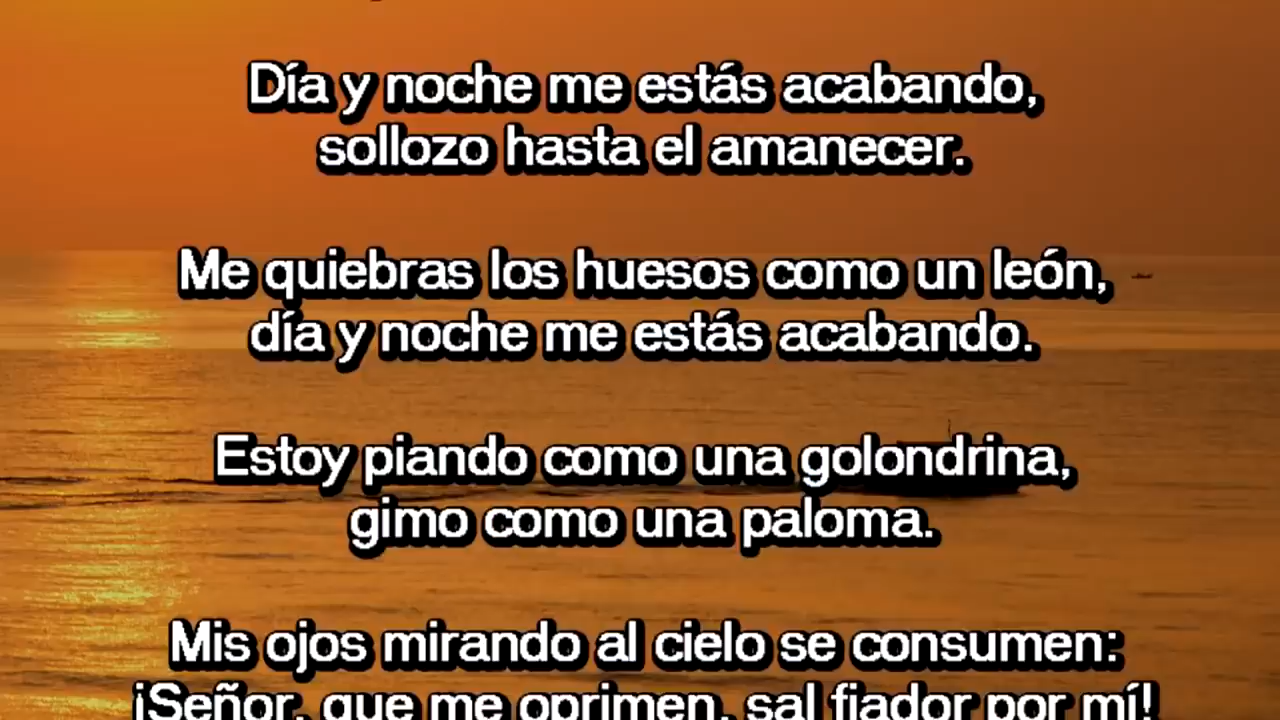 Día y noche me estás acabando,
sollozo hasta el amanecer.
Me quiebras los huesos como un león,
día y noche me estás acabando.
Estoy piando como una golondrina,
gimo como una paloma.
Mis ojos mirando al cielo se consumen:
¡Señor, que me oprimen, sal fiador por mí!